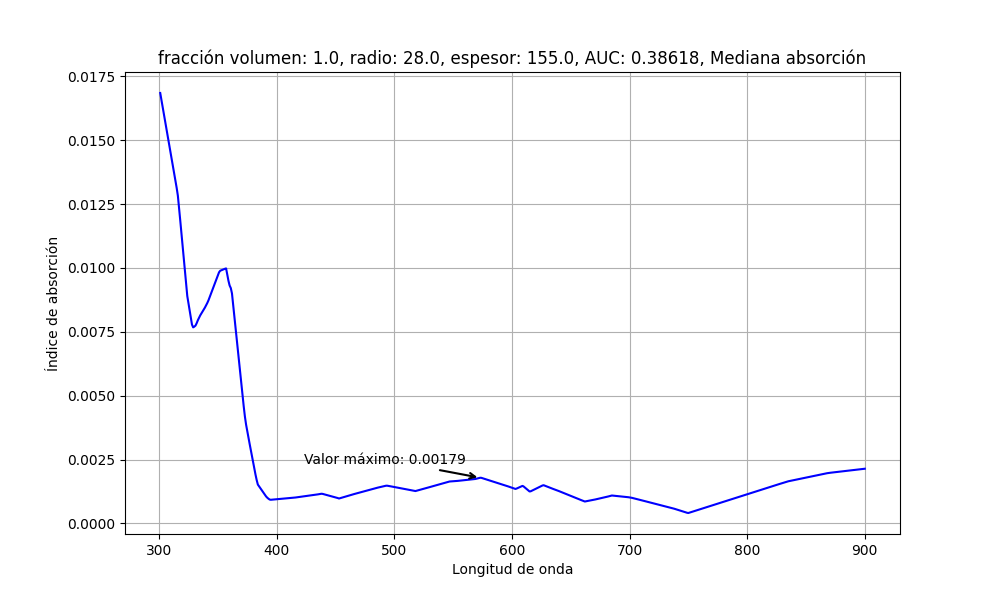 fracción volumen: 1.0, radio: 28.0, espesor: 155.0, AUC: 0.38618, Mediana absorción
0.0175
0.0150
0.0125
0.0100
0.0075
0.0050
0.0025
0.0000
Índice de absorción
Valor máximo: 0.00179
300 400 500 600 700 800 900
Longitud de onda